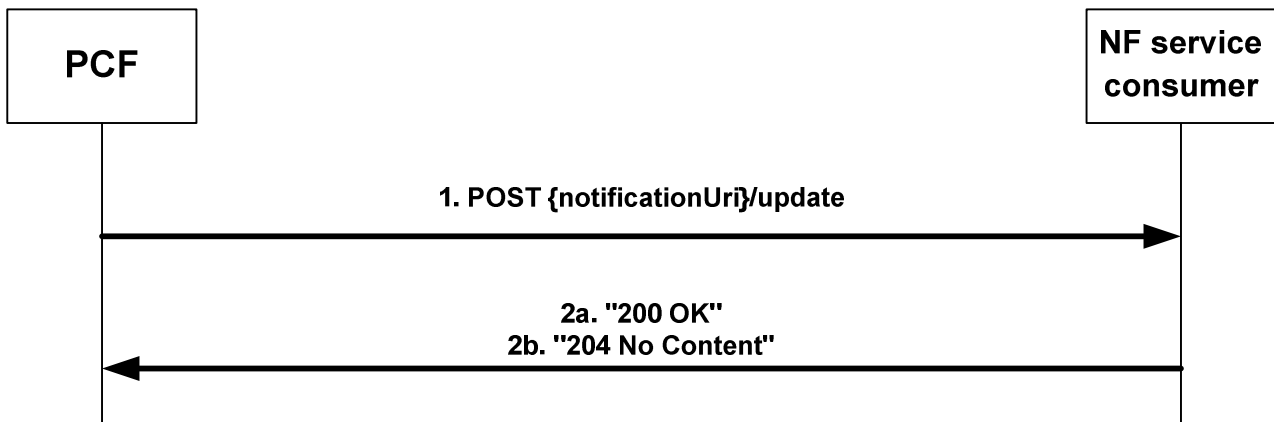 PCF
NF service
consumer
1. POST {notificationUri}/update
2a. "200 OK"
2b. "204 No Content"